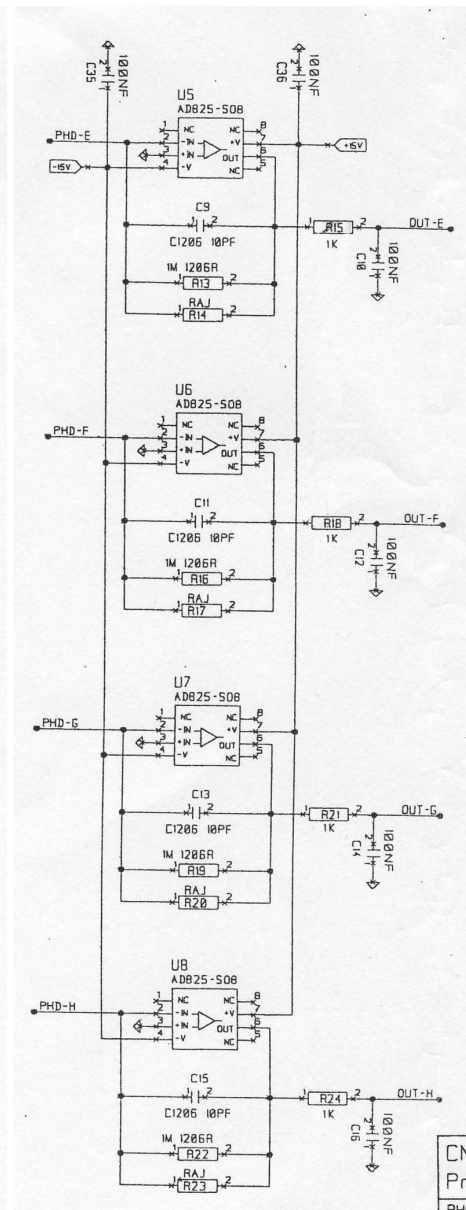 100NF
2 1
C35
100NF
2 1
C36
U5
AD825-SO8
1 NC NC 8
PHD-E 2 -IN +V 7 +15V
3 +IN OUT 6
-15V 4 -V NC 5
C9
1 2
C1206 10PF
1 R15 2 OUT-E
1K
100NF
2
C10
1M 1206R
1 R13 2
RAJ
1 R14 2
U6
AD825-SO8
1 NC NC 8
PHD-F 2 -IN +V 7
3 +IN OUT 6
4 -V NC 5
C11
1 2
C1206 10PF
1 R18 2 OUT-F
1K
100NF
2
C12
1M 1206R
1 R16 2
RAJ
1 R17 2
U7
AD825-SO8
1 NC NC 8
PHD-G 2 -IN +V 7
3 +IN OUT 6
4 -V NC 5
C13
1 2
C1206 10PF
1 R21 2 OUT-G
1K
100NF
2
C14
1M 1206R
1 R19 2
RAJ
1 R20 2
U8
AD825-SO8
1 NC NC 8
PHD-H 2 -IN +V 7
3 +IN OUT 6
4 -V NC 5
C15
1 2
C1206 10PF
1 R24 2 OUT-H
1K
100NF
2
C16
1M 1206R
1 R22 2
RAJ
1 R23 2
CN
Pr